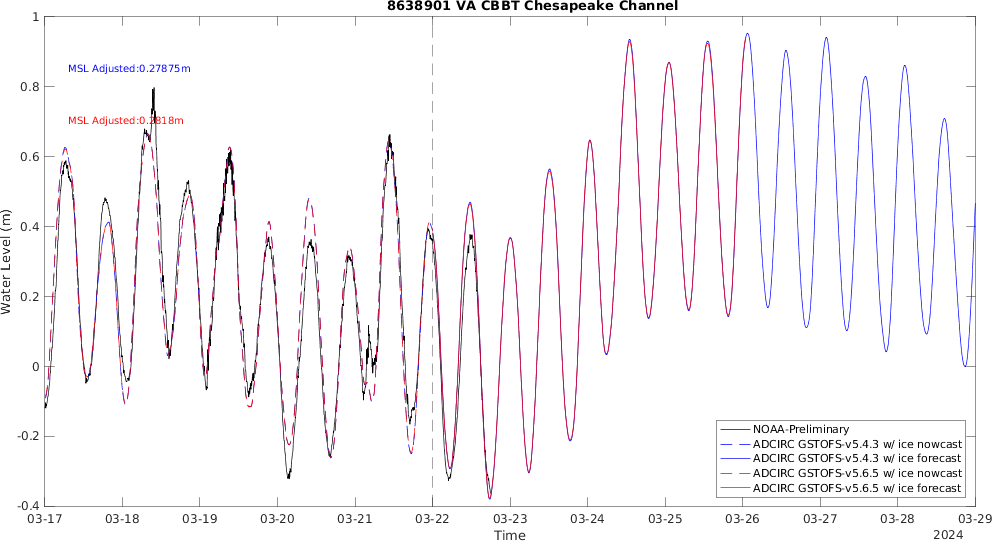 8638901 VA CBBT Chesapeake Channel
1
0.8
0.6
0.4
0.2
0
-0.2
-0.4
Water Level (m)
MSL Adjusted:0.27875m
MSL Adjusted:0.2818m
NOAA-Preliminary
ADCIRC GSTOFS-v5.4.3 w/ ice nowcast
ADCIRC GSTOFS-v5.4.3 w/ ice forecast
ADCIRC GSTOFS-v5.6.5 w/ ice nowcast
ADCIRC GSTOFS-v5.6.5 w/ ice forecast
03-17 03-18 03-19 03-20 03-21 03-22 03-23 03-24 03-25 03-26 03-27 03-28 03-29
Time
2024